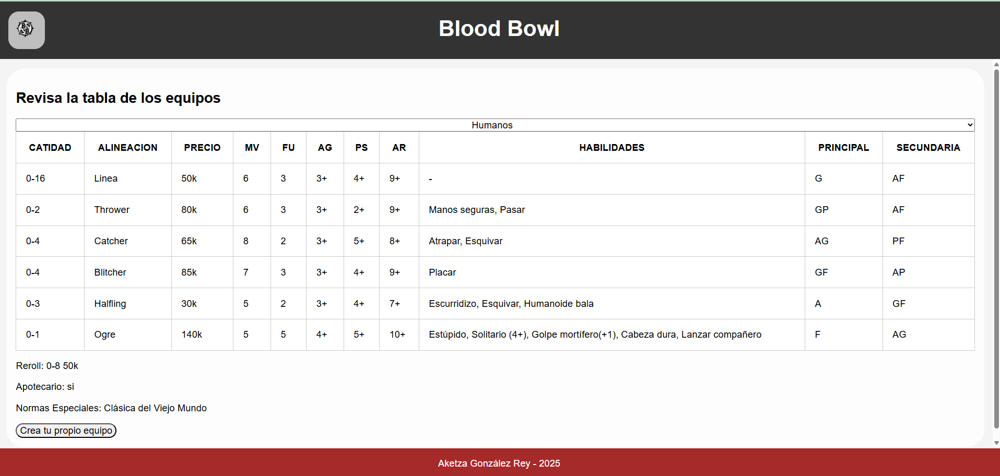 B B
Blood Bowl
Revisa la tabla de los equipos
Humanos
CATIDAD ALINEACION PRECIO MV FU AG PS AR HABILIDADES PRINCIPAL SECUNDARIA
0-16 Linea 50k 6 3 3+ 4+ 9+ - G AF
0-2 Thrower 80k 6 3 3+ 2+ 9+ Manos seguras, Pasar GP AF
0-4 Catcher 65k 8 2 3+ 5+ 8+ Atrapar, Esquivar AG PF
0-4 Blitcher 85k 7 3 3+ 4+ 9+ Placar GF AP
0-3 Halfling 30k 5 2 3+ 4+ 7+ Escurridizo, Esquivar, Humanoide bala A GF
0-1 Ogre 140k 5 5 4+ 5+ 10+ Estúpido, Solitario (4+), Golpe mortífero(+1), Cabeza dura, Lanzar compañero F AG
Reroll: 0-8 50k
Apotecario: si
Normas Especiales: Clásica del Viejo Mundo
Crea tu propio equipo
Aketza González Rey - 2025